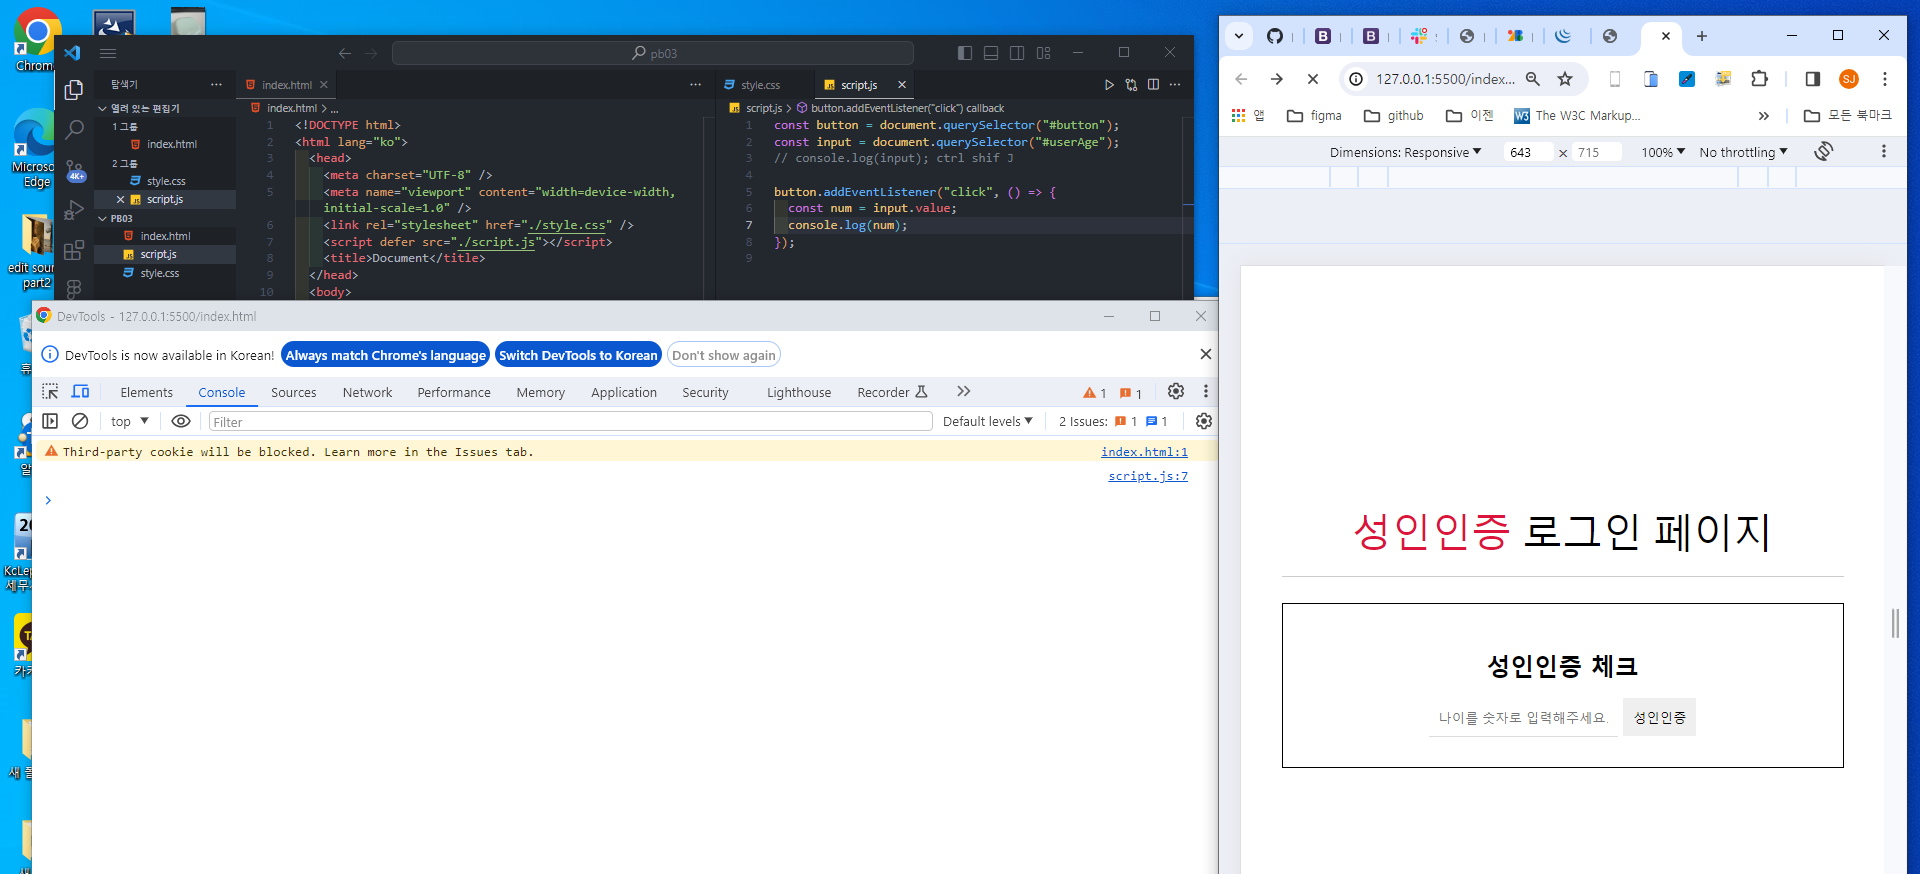 Chrom
Microso
Edge
edit sour
part2
KcLep
pb03
탐색기
열려 있는 편집기
1 그룹
index.html
2 그룹
style.css
script.js
PB03
index.html
script.js
style.css
4K+
index.html
index.html > ...
1 <!DOCTYPE html>
2 <html lang="ko">
3 <head>
4 <meta charset="UTF-8" />
5 <meta name="viewport" content="width=device-width,
initial-scale=1.0" />
6 <link rel="stylesheet" href="./style.css" />
7 <script defer src="./script.js"></script>
8 <title>Document</title>
9 </head>
10 <body>
style.css
script.js
script.js > button.addEventListener("click") callback
1 const button = document.querySelector("#button");
2 const input = document.querySelector("#userAge");
3 // console.log(input); ctrl shif J
4
5 button.addEventListener("click", () => {
6 const num = input.value;
7 console.log(num);
8 });
9
DevTools - 127.0.0.1:5500/index.html
DevTools is now available in Korean!
Always match Chrome's language
Switch DevTools to Korean
Don't show again
Elements
Console
Sources
Network
Performance
Memory
Application
Security
Lighthouse
Recorder
1
1
top
Filter
Default levels
2 Issues: 1 1
Third-party cookie will be blocked. Learn more in the Issues tab.
index.html:1
script.js:7
127.0.0.1:5500/index...
SJ
앱
figma
github
이젠
W3
The W3C Markup...
모든 북마크
Dimensions: Responsive
643 × 715
100%
No throttling
성인인증 로그인 페이지
성인인증 체크
나이를 숫자로 입력해주세요.
성인인증